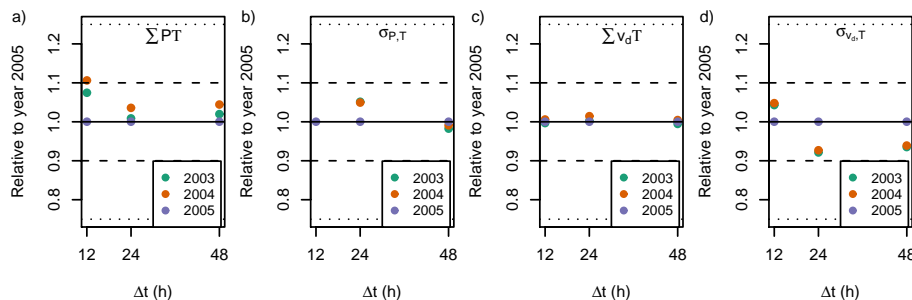 a)
∑PT
Relative to year 2005
0.8 0.9 1.0 1.1 1.2
2003
2004
2005
12 24 48
Δt (h)
b)
σP,T
Relative to year 2005
0.8 0.9 1.0 1.1 1.2
2003
2004
2005
12 24 48
Δt (h)
c)
∑vdT
Relative to year 2005
0.8 0.9 1.0 1.1 1.2
2003
2004
2005
12 24 48
Δt (h)
d)
σvd,T
Relative to year 2005
0.8 0.9 1.0 1.1 1.2
2003
2004
2005
12 24 48
Δt (h)